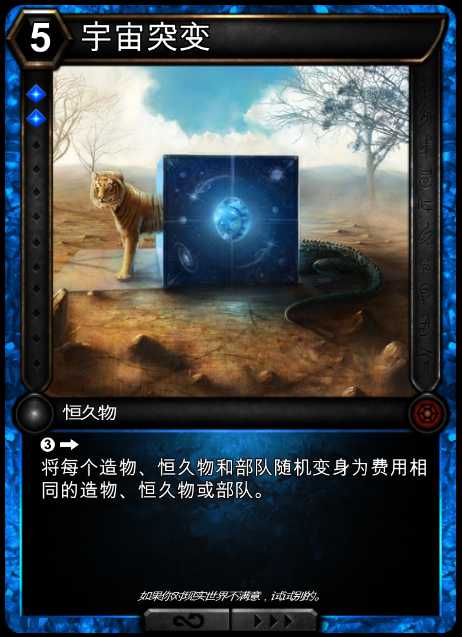 5 宇宙突变
恒久物
3
将每个造物、恒久物和部队随机变身为费用相
同的造物、恒久物或部队。
如果你对现实世界不满意，试试别的。